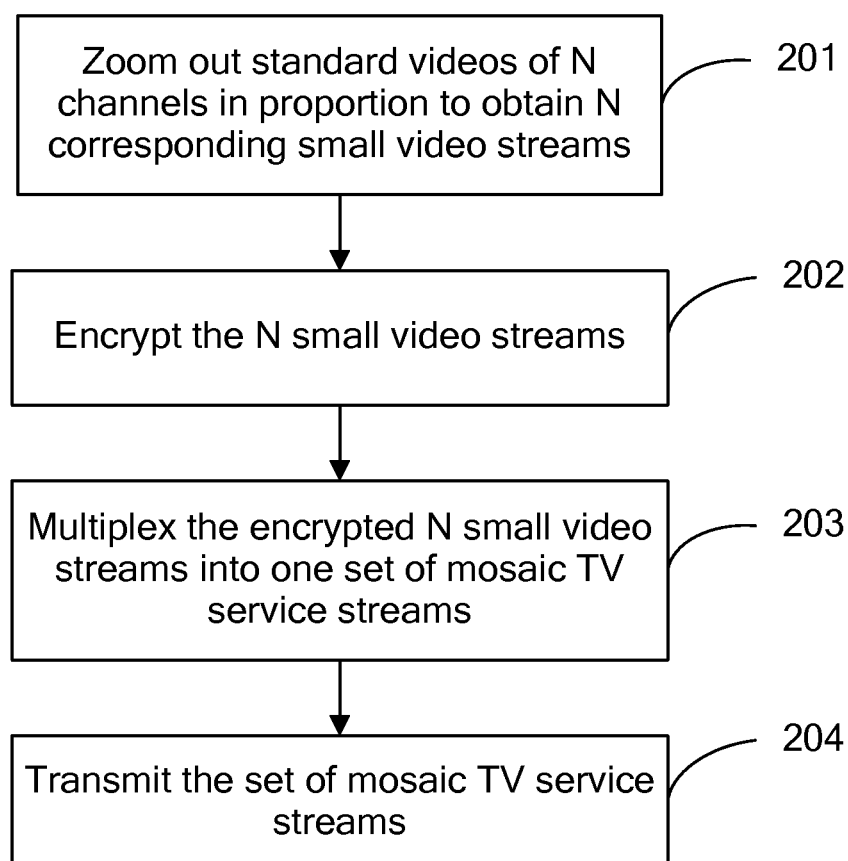 Zoom out standard videos of N
channels in proportion to obtain N
corresponding small video streams
201
Encrypt the N small video streams
202
Multiplex the encrypted N small video
streams into one set of mosaic TV
service streams
203
Transmit the set of mosaic TV service
streams
204